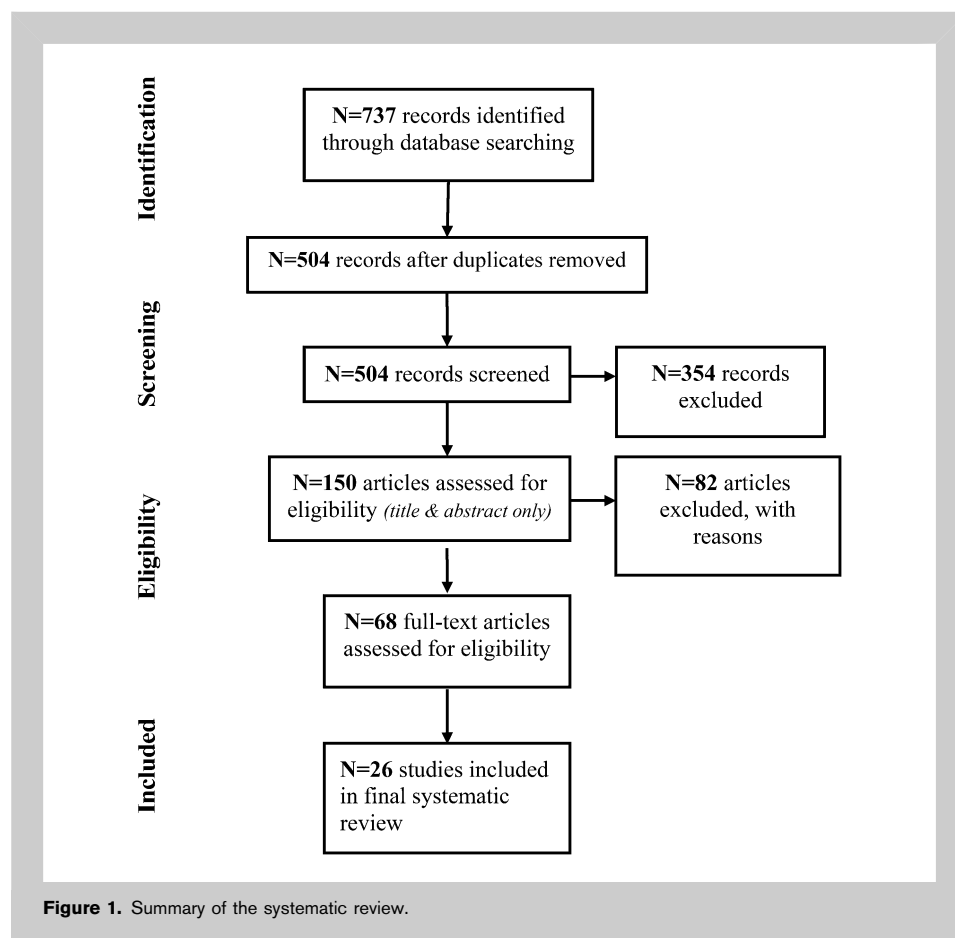 Identification
N=737 records identified
through database searching
N=504 records after duplicates removed
Screening
N=504 records screened
N=354 records
excluded
Eligibility
N=150 articles assessed for
eligibility (title & abstract only)
N=82 articles
excluded, with
reasons
N=68 full-text articles
assessed for eligibility
Included
N=26 studies included
in final systematic
review
Figure 1. Summary of the systematic review.